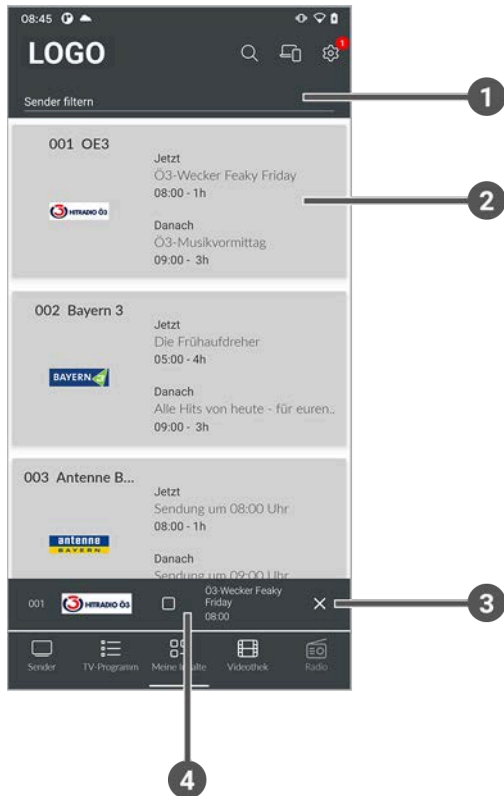 08:45
LOGO
1
Sender filtern
1
001 OE3
HITRADIO Ö3
Jetzt
Ö3-Wecker Feaky Friday
08:00 - 1h
2
Danach
Ö3-Musikvormittag
09:00 - 3h
002 Bayern 3
BAYERN 3
Jetzt
Die Frühaufdreher
05:00 - 4h
Danach
Alle Hits von heute - für euren..
09:00 - 3h
003 Antenne B...
antenne
BAYERN
Jetzt
Sendung um 08:00 Uhr
08:00 - 1h
Danach
Sendung um 09:00 Uhr
001
HITRADIO Ö3
Ö3-Wecker Feaky
Friday
08:00
3
Sender TV-Programm Meine Inhalte Videothek Radio
4